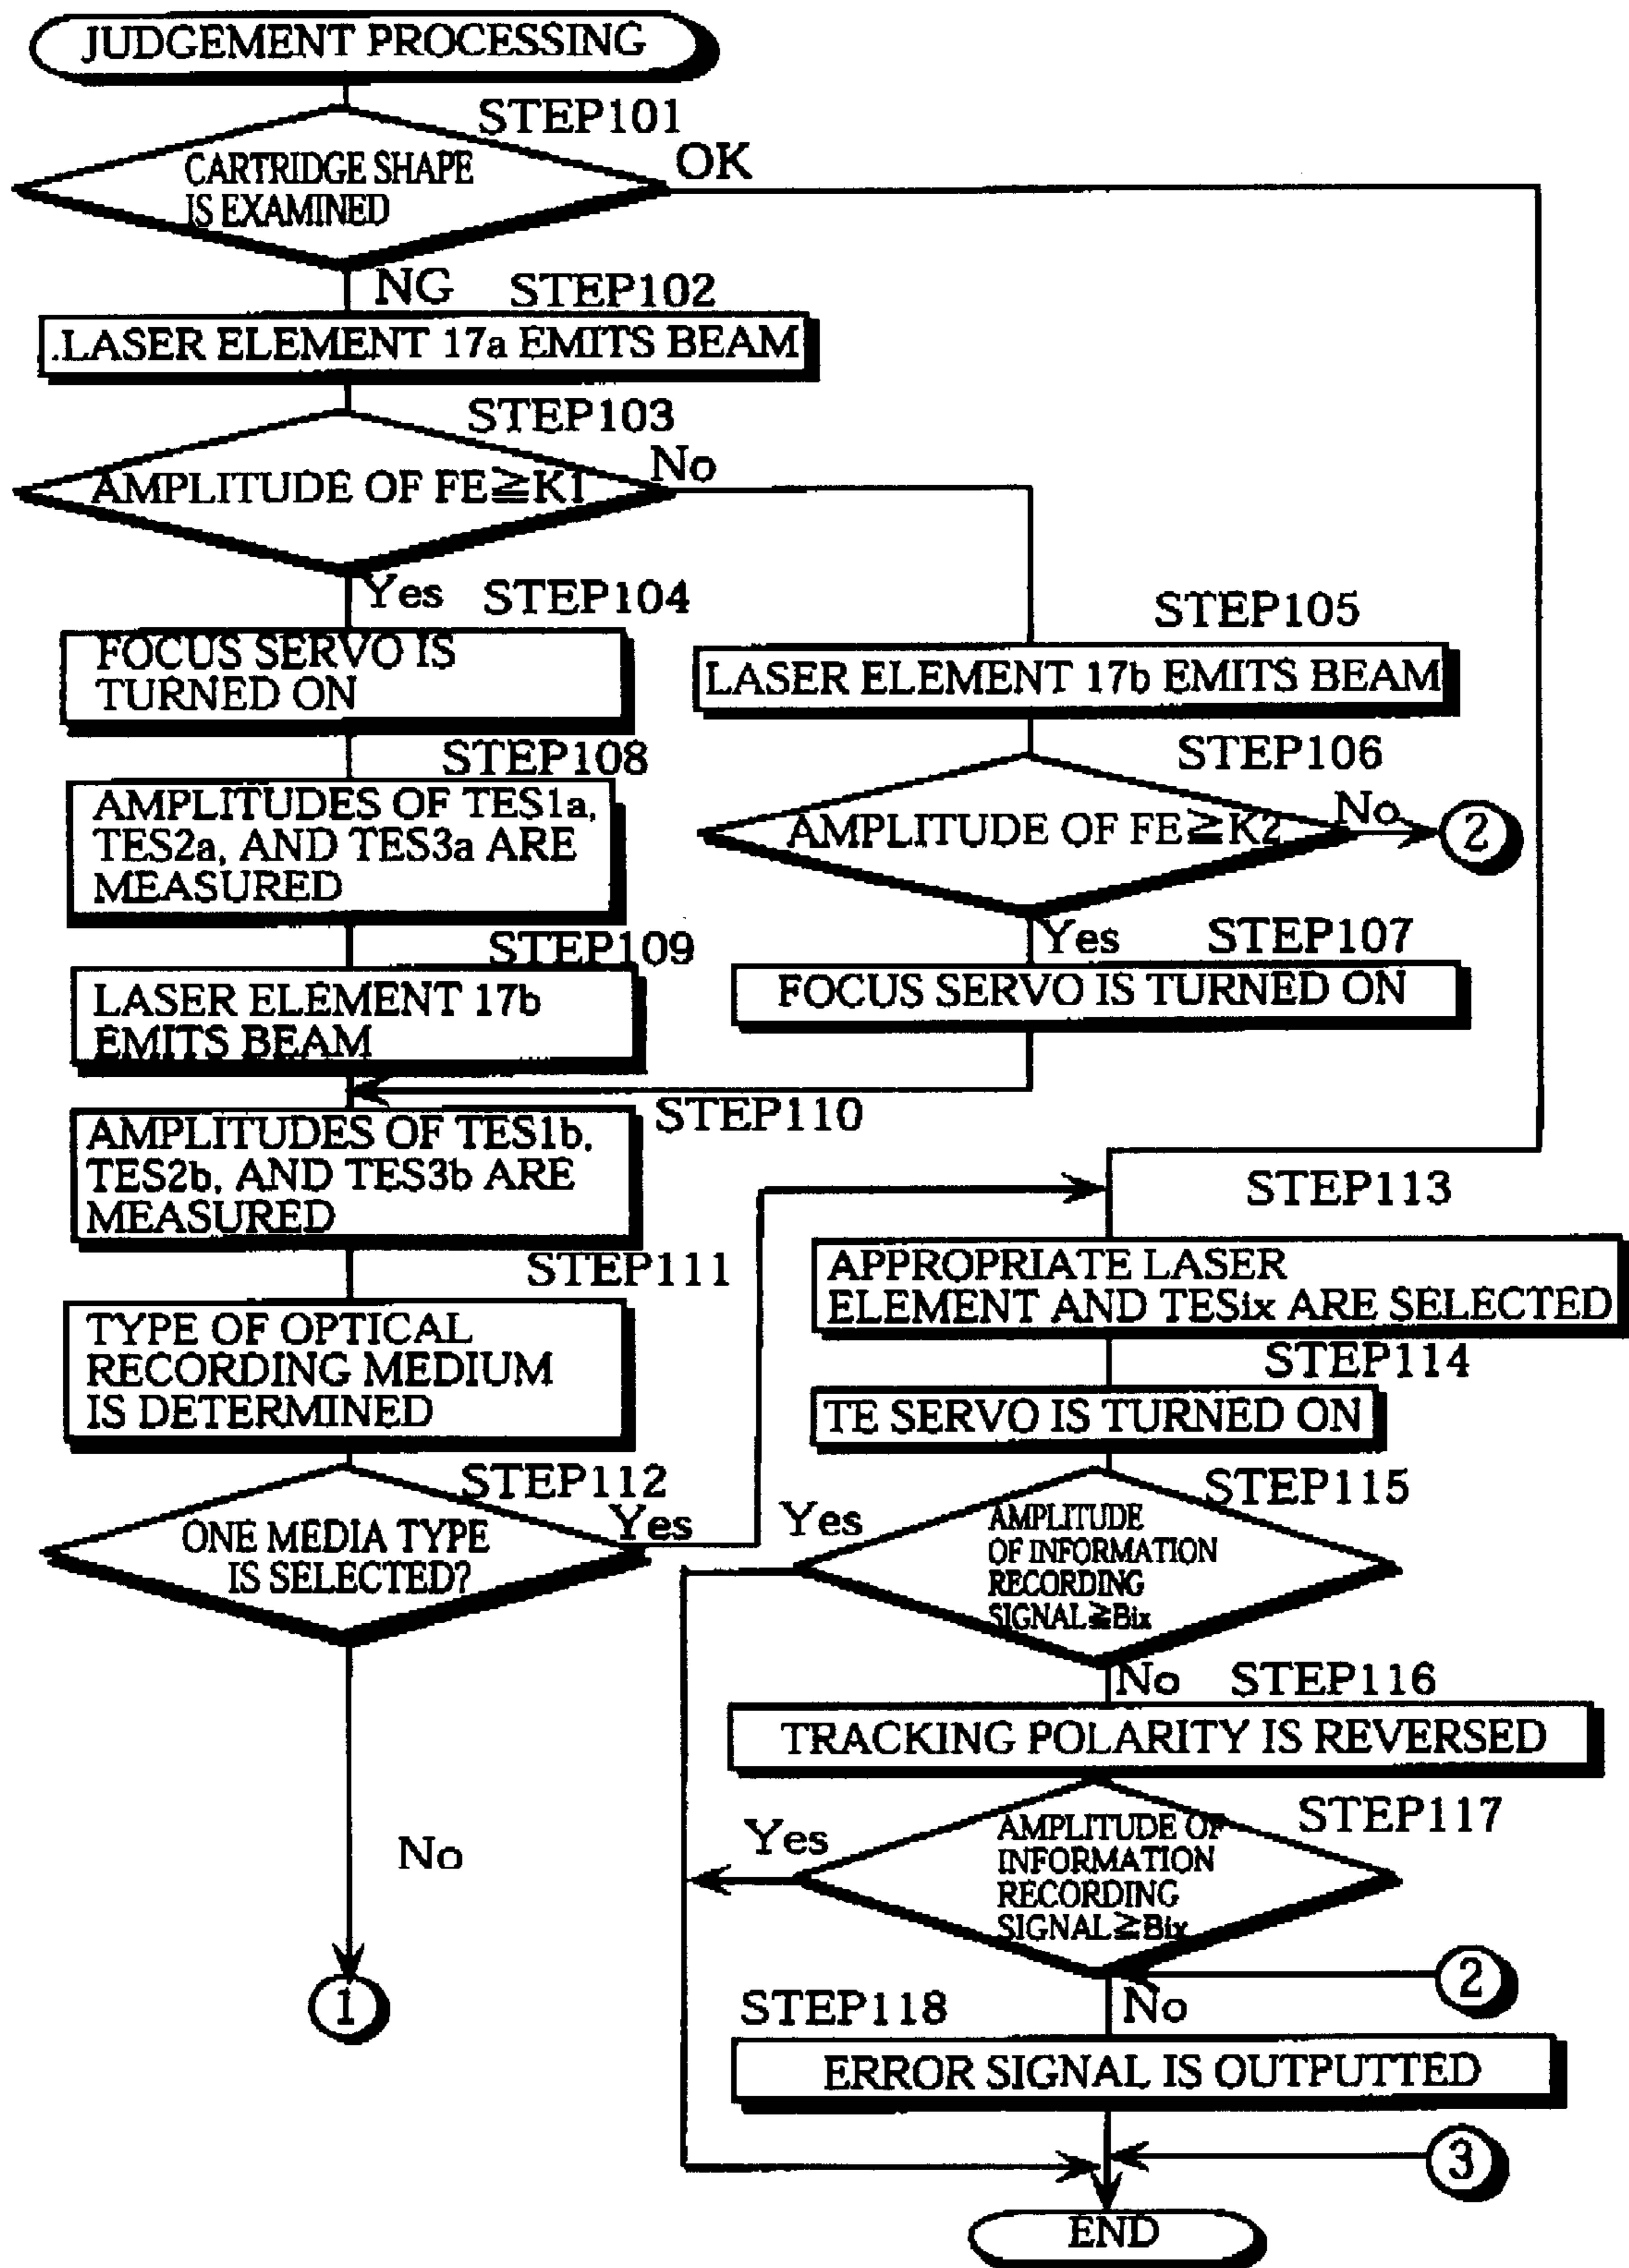 JUDGEMENT PROCESSING
STEP101
CARTRIDGE SHAPE
IS EXAMINED
OK
NG
STEP102
.LASER ELEMENT 17a EMITS BEAM
STEP103
AMPLITUDE OF FE≧K1
No
Yes
STEP104
FOCUS SERVO IS
TURNED ON
STEP105
LASER ELEMENT 17b EMITS BEAM
STEP106
AMPLITUDE OF FE≧K2
No
2
Yes
STEP107
FOCUS SERVO IS TURNED ON
STEP108
AMPLITUDES OF TES1a,
TES2a, AND TES3a ARE
MEASURED
STEP109
LASER ELEMENT 17b
EMITS BEAM
STEP110
AMPLITUDES OF TES1b,
TES2b, AND TES3b ARE
MEASURED
STEP111
TYPE OF OPTICAL
RECORDING MEDIUM
IS DETERMINED
STEP112
ONE MEDIA TYPE
IS SELECTED?
Yes
No
1
STEP113
APPROPRIATE LASER
ELEMENT AND TESix ARE SELECTED
STEP114
TE SERVO IS TURNED ON
STEP115
Yes
AMPLITUDE
OF INFORMATION
RECORDING
SIGNAL≧Bix
No
STEP116
TRACKING POLARITY IS REVERSED
STEP117
Yes
AMPLITUDE OF
INFORMATION
RECORDING
SIGNAL≧Bix
2
No
STEP118
ERROR SIGNAL IS OUTPUTTED
3
END